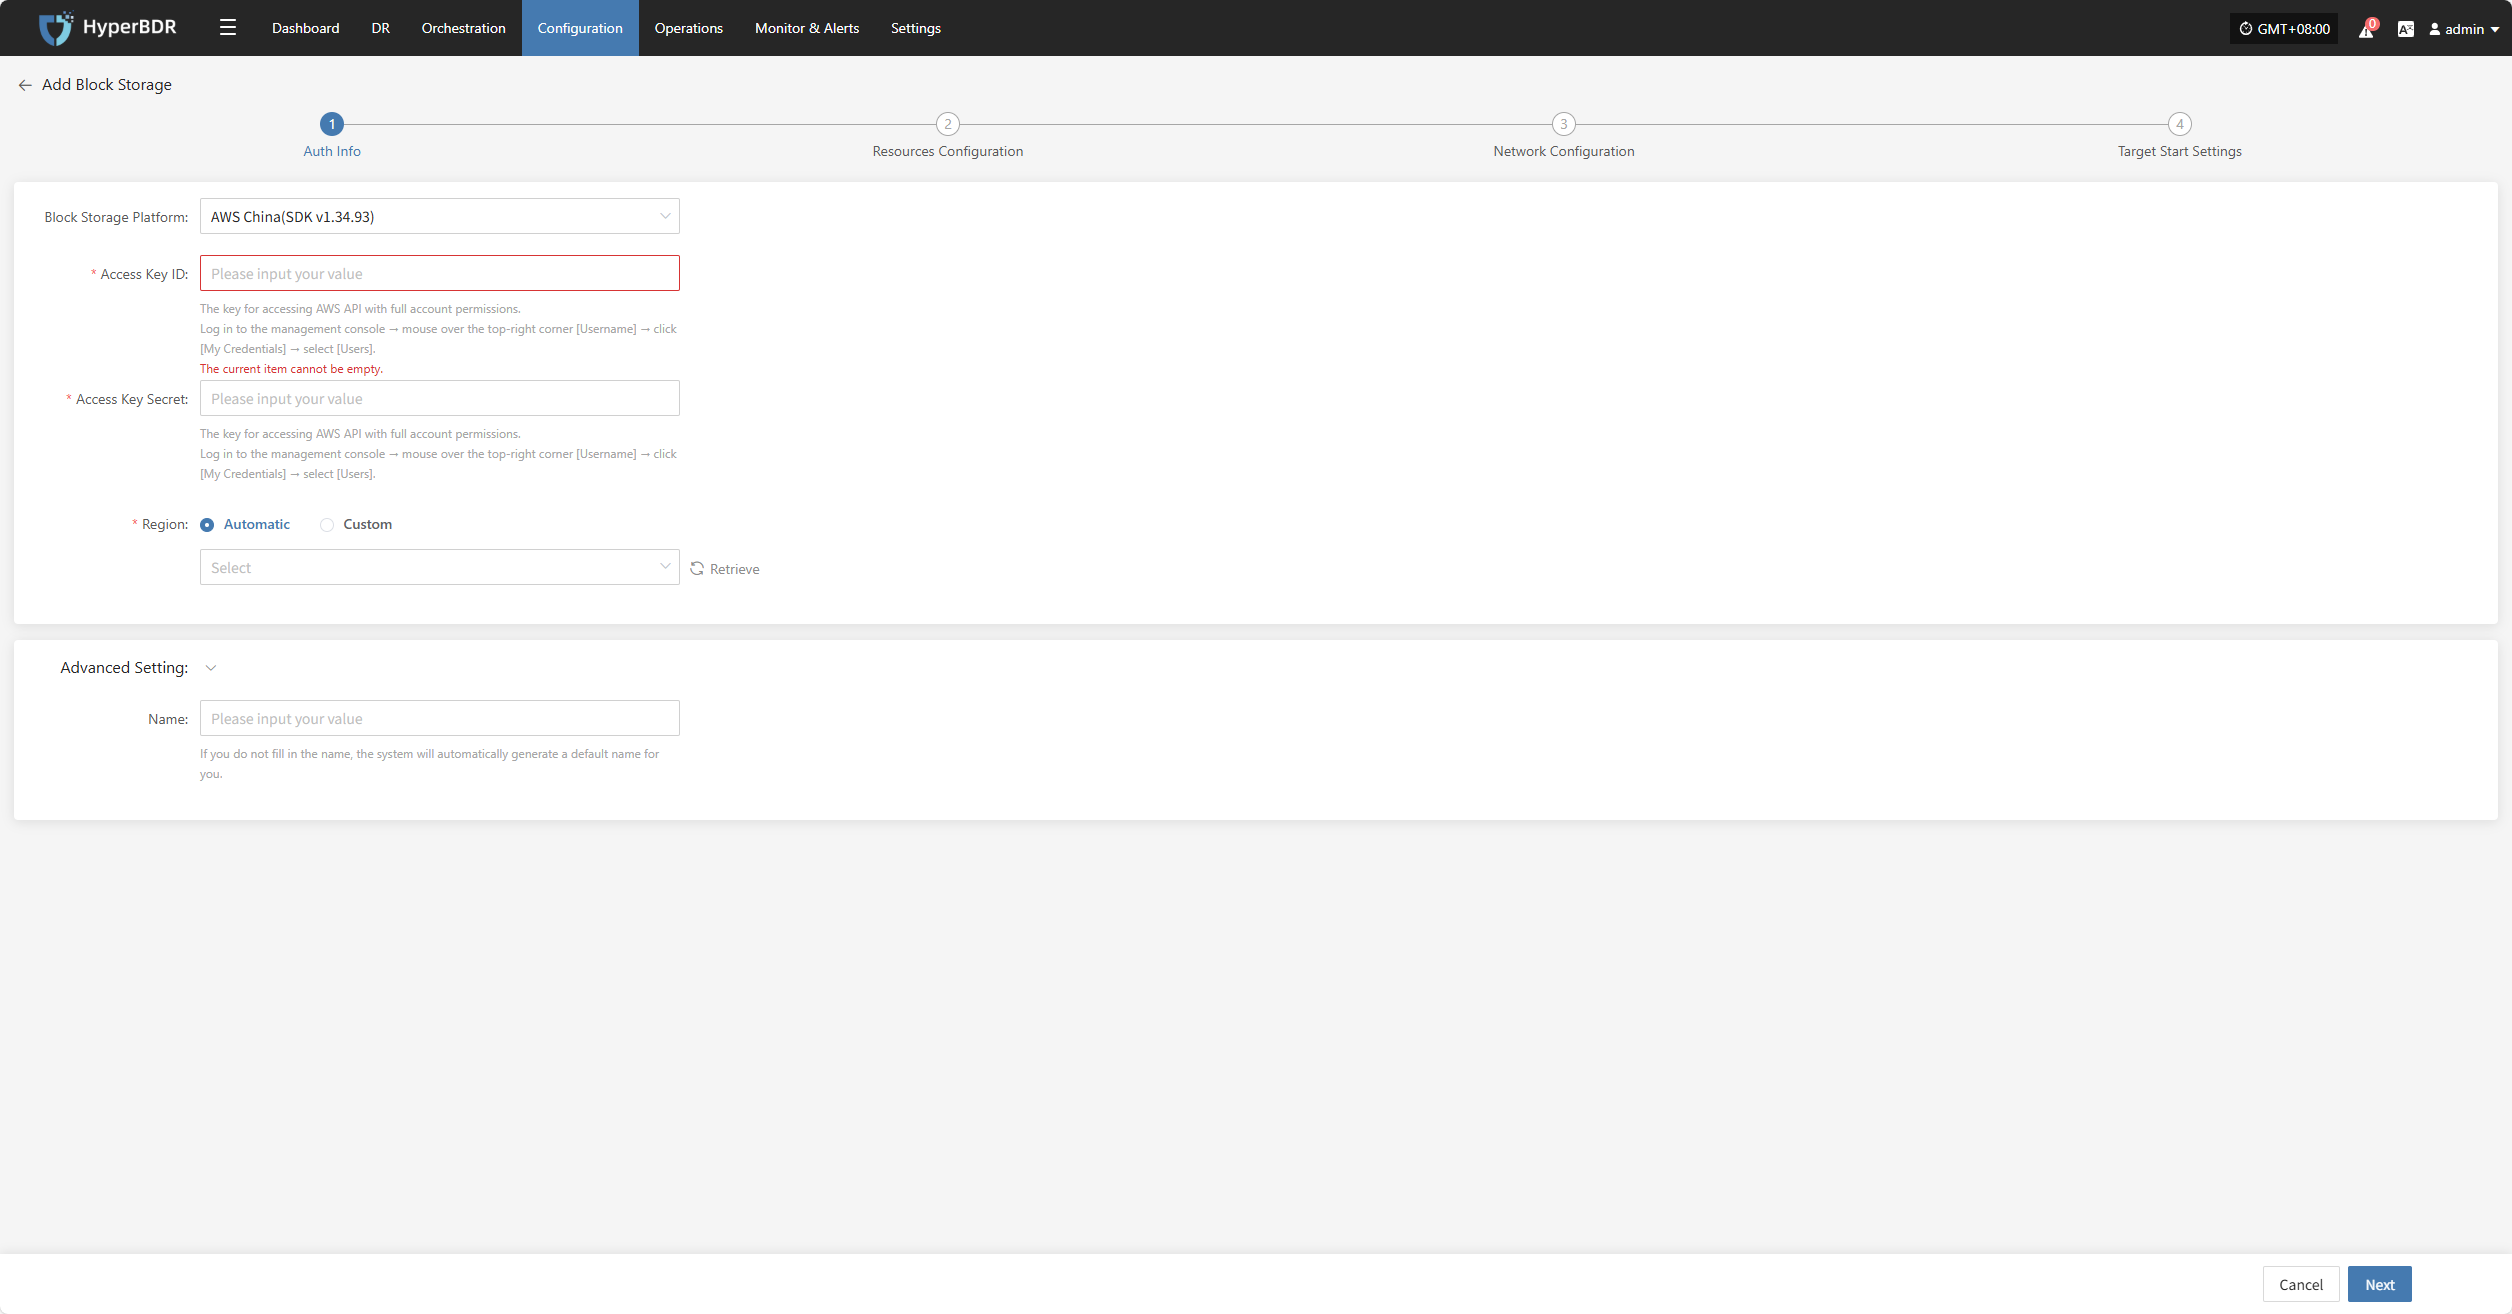 HyperBDR
Dashboard
DR
Orchestration
Configuration
Operations
Monitor & Alerts
Settings
GMT+08:00
0
admin
Add Block Storage
1
2
3
4
Auth Info
Resources Configuration
Network Configuration
Target Start Settings
Block Storage Platform:
AWS China(SDK v1.34.93)
* Access Key ID:
Please input your value
The key for accessing AWS API with full account permissions.
Log in to the management console → mouse over the top-right corner [Username] → click
[My Credentials] → select [Users].
The current item cannot be empty.
* Access Key Secret:
Please input your value
The key for accessing AWS API with full account permissions.
Log in to the management console → mouse over the top-right corner [Username] → click
[My Credentials] → select [Users].
* Region:
Automatic
Custom
Select
Retrieve
Advanced Setting:
Name:
Please input your value
If you do not fill in the name, the system will automatically generate a default name for
you.
Cancel
Next